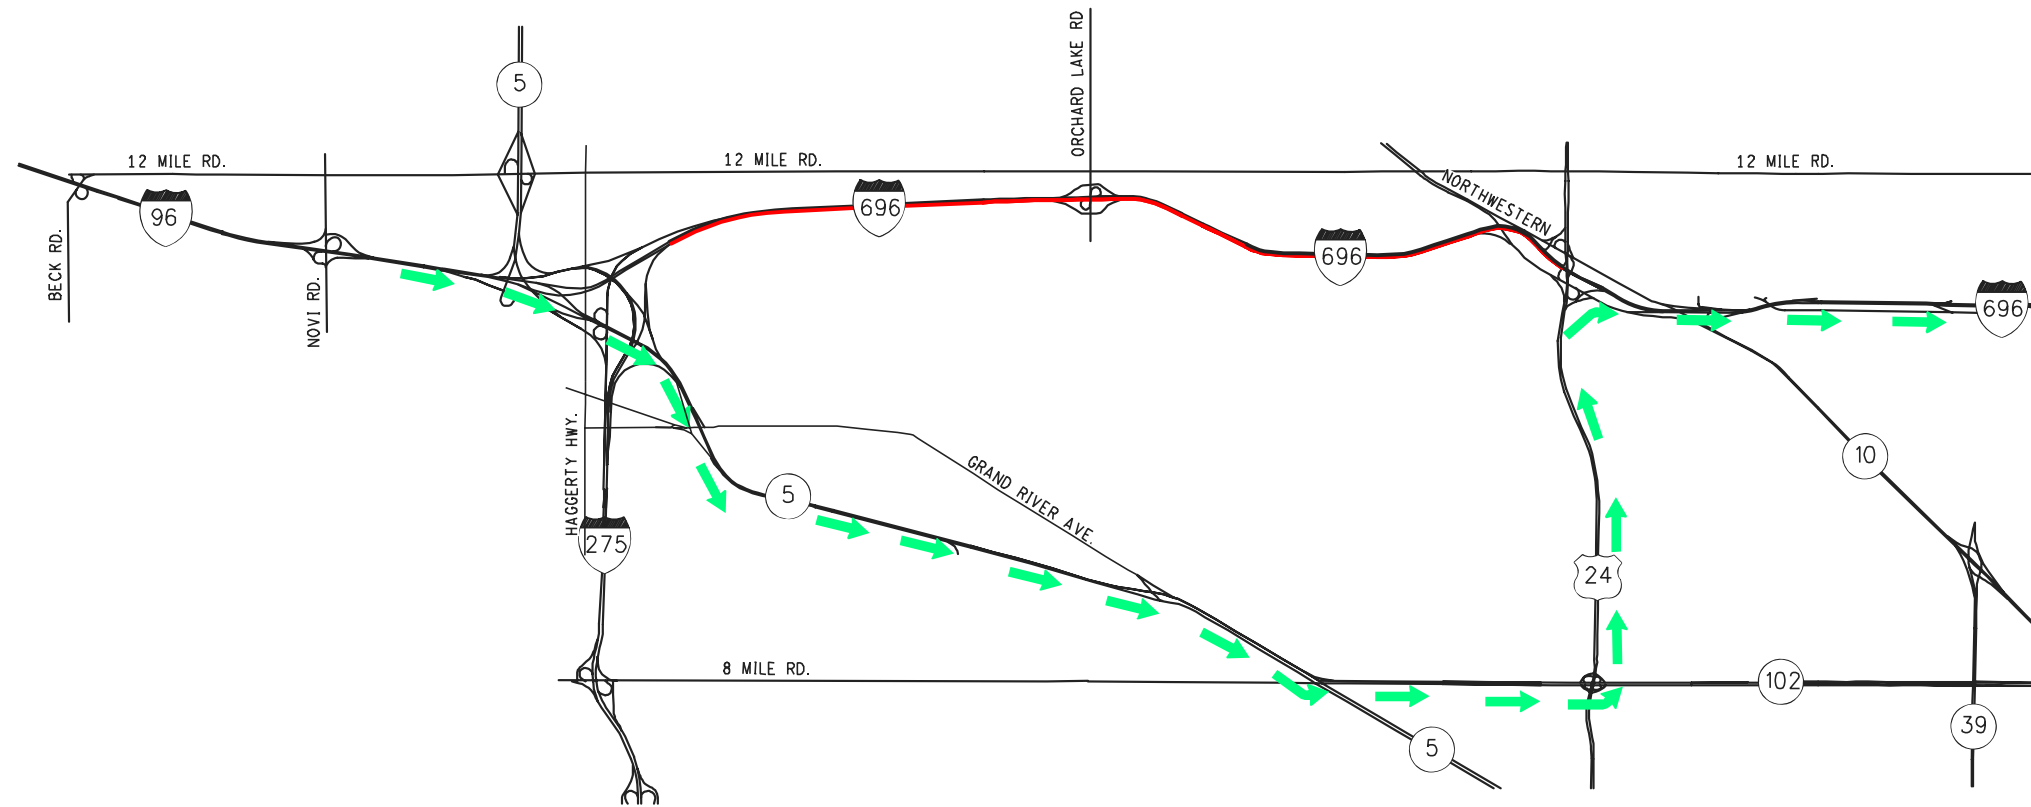 5
ORCHARD LAKE RD
12 MILE RD.
12 MILE RD.
12 MILE RD.
NORTHWESTERN
96
696
696
696
BECK RD.
NOVI RD.
HAGGERTY HWY.
GRAND RIVER AVE.
10
5
275
24
8 MILE RD.
102
39
5